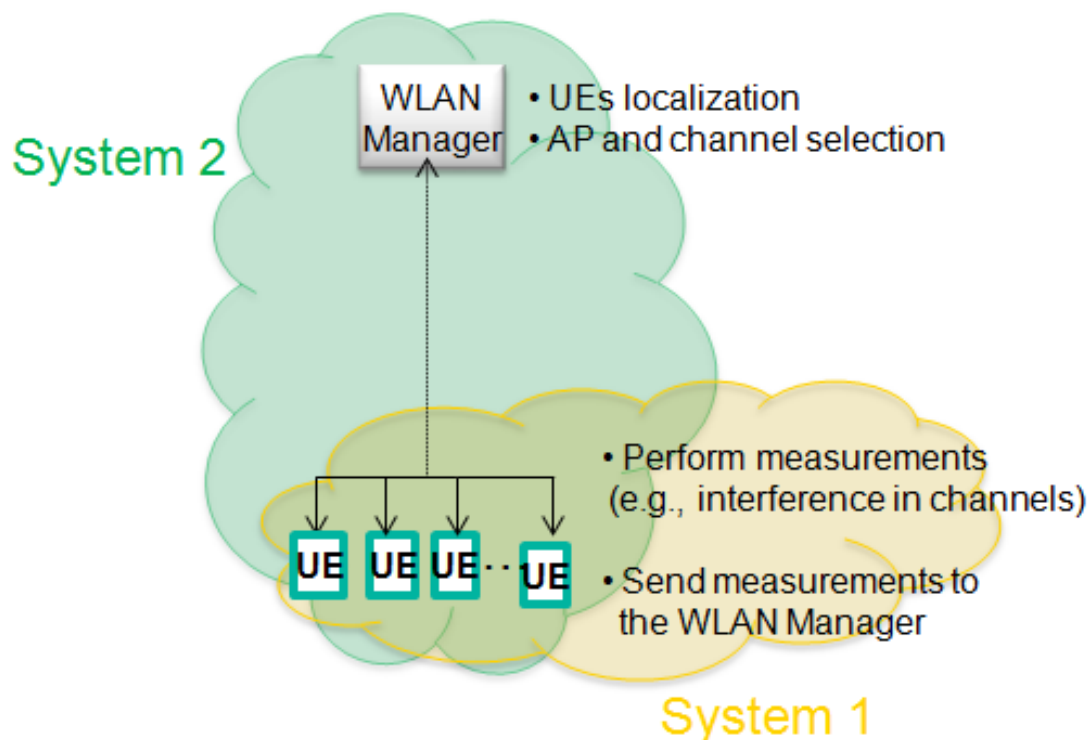 WLAN
Manager
• UEs localization
• AP and channel selection
System 2
• Perform measurements
(e.g., interference in channels)
UE UE UE ··· UE
• Send measurements to
the WLAN Manager
System 1